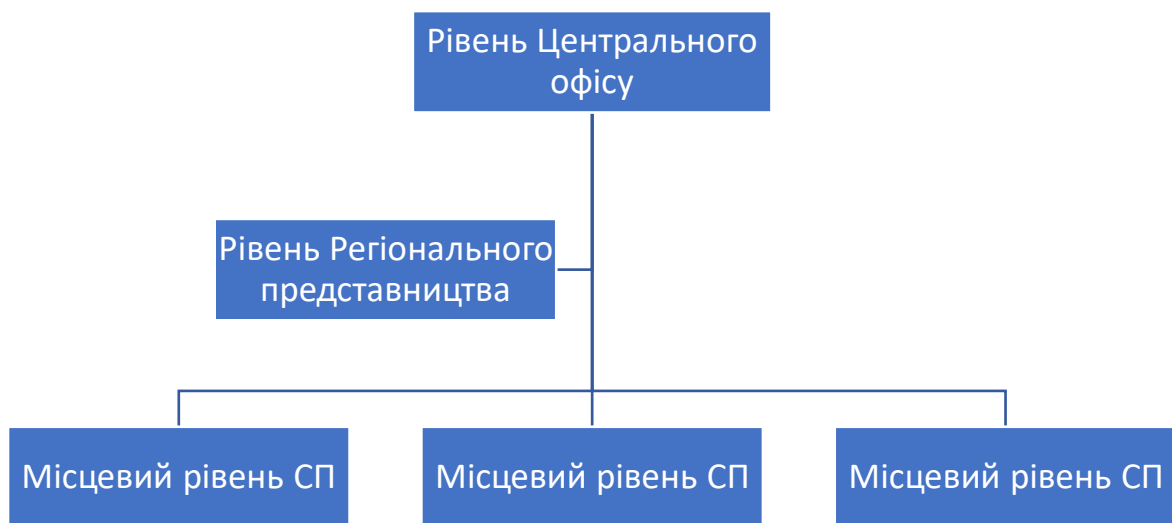 Рівень Центрального
офісу
Рівень Регіонального
представництва
Місцевий рівень СП
Місцевий рівень СП
Місцевий рівень СП